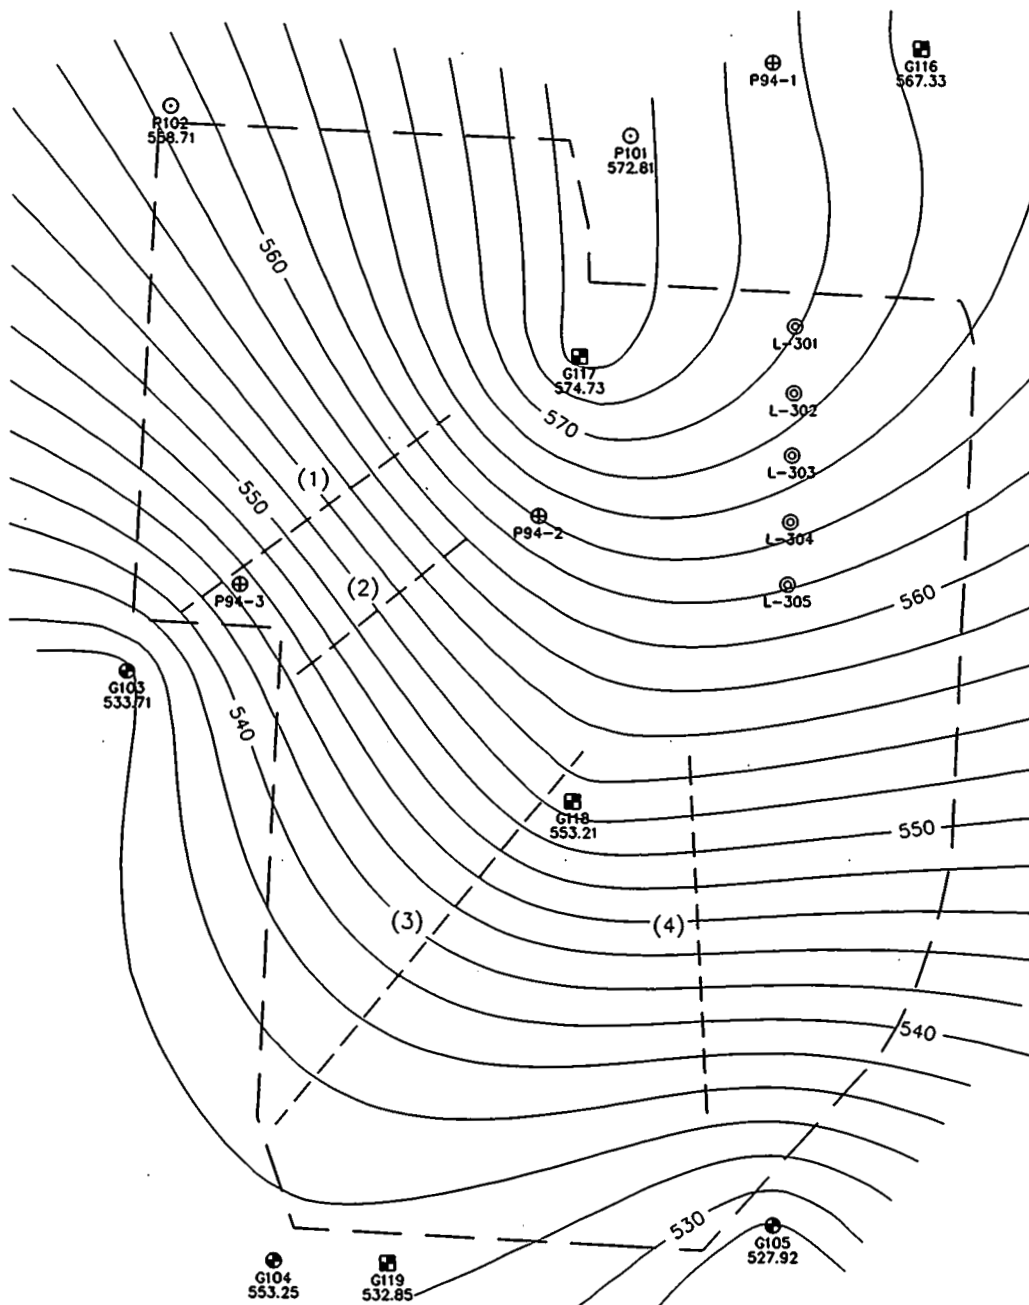 G116
567.33
P94-1
P102
558.71
P101
572.81
560
L-301
G117
574.73
L-302
570
L-303
(1)
550
P94-2
L-304
(2)
P94-3
L-305
560
G103
533.71
540
G118
553.21
550
(3)
(4)
540
530
G105
527.92
G104
553.25
G119
532.85